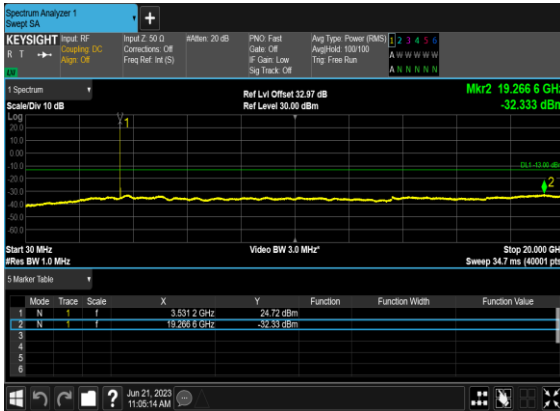 Spectrum Analyzer 1
Swept SA
KEYSIGHT Input: RF Input Z: 50 Ω #Atten: 20 dB PNO: Fast Avg Type: Power (RMS) 1 2 3 4 5 6
R T Coupling: DC Corrections: Off Gate: Off Avg|Hold: 100/100 A W W W W W
Align: Off Freq Ref: Int (S) IF Gain: Low Trig: Free Run
Sig Track: Off A N N N N N
1 Spectrum
Scale/Div 10 dB
Ref Lvl Offset 32.97 dB
Ref Level 30.00 dBm
Mkr2 19.266 6 GHz
-32.333 dBm
Log
20.0
10.0
0.00
-10.0
-20.0
-30.0
-40.0
-50.0
-60.0
1
DL1 -13.00 dBm
2
Start 30 MHz Video BW 3.0 MHz* Stop 20.000 GHz
#Res BW 1.0 MHz Sweep 34.7 ms (40001 pts)
5 Marker Table
Mode Trace Scale X Y Function Function Width Function Value
1 N 1 f 3.531 2 GHz 24.72 dBm
2 N 1 f 19.266 6 GHz -32.33 dBm
3
4
5
6
?
Jun 21, 2023
11:05:14 AM